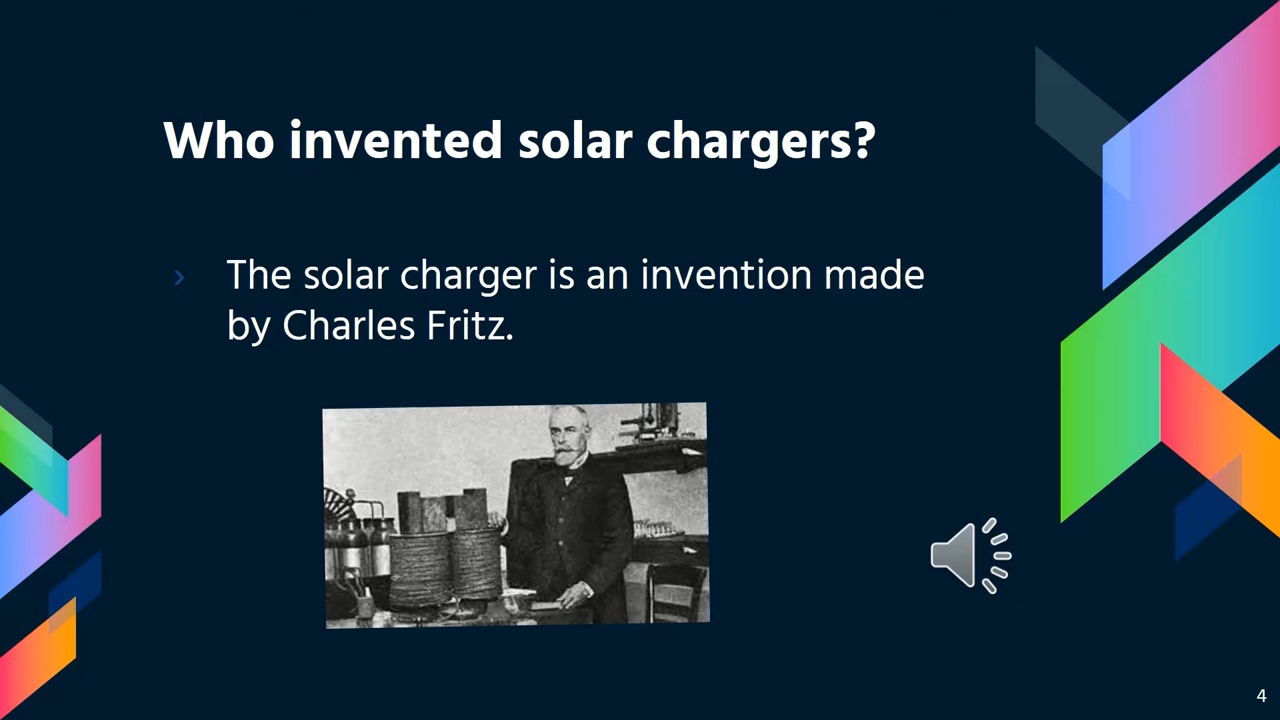 Who invented solar chargers?
› The solar charger is an invention made
by Charles Fritz.
4